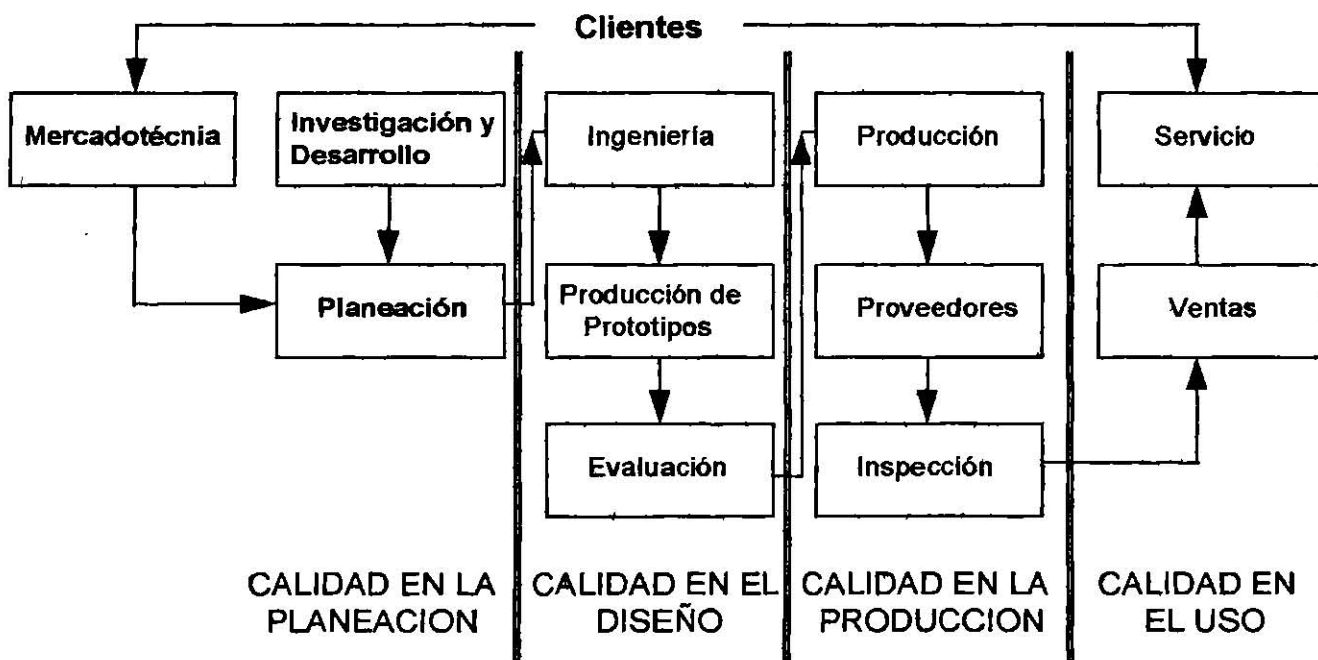 Clientes
Mercadotécnia
Investigación y
Desarrollo
Planeación
Ingeniería
Producción de
Prototipos
Evaluación
Producción
Proveedores
Inspección
Servicio
Ventas
CALIDAD EN LA
PLANEACION
CALIDAD EN EL
DISEÑO
CALIDAD EN LA
PRODUCCION
CALIDAD EN
EL USO